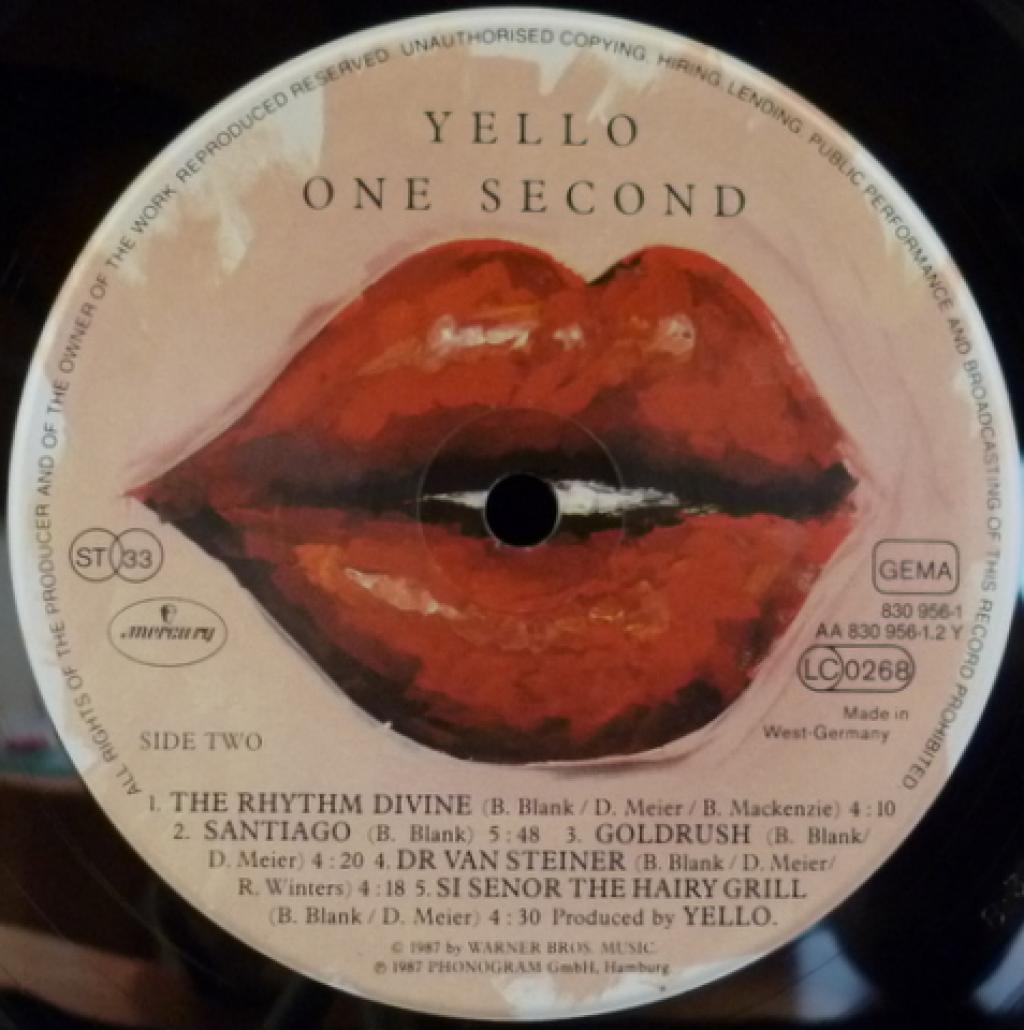 ALL RIGHTS OF THE PRODUCER AND OF THE OWNER OF THE WORK REPRODUCED RESERVED. UNAUTHORISED COPYING, HIRING, LENDING, PUBLIC PERFORMANCE AND BROADCASTING OF THIS RECORD PROHIBITED
YELLO
ONE SECOND
ST 33
mercury
GEMA
830 956-1
AA 830 956-1.2 Y
LC 0268
Made in
West-Germany
SIDE TWO
1. THE RHYTHM DIVINE (B. Blank / D. Meier / B. Mackenzie) 4 : 10
2. SANTIAGO (B. Blank) 5 : 48 3. GOLDRUSH (B. Blank/
D. Meier) 4 : 20 4. DR VAN STEINER (B. Blank / D. Meier/
R. Winters) 4 : 18 5. SI SENOR THE HAIRY GRILL
(B. Blank / D. Meier) 4 : 30 Produced by YELLO.
© 1987 by WARNER BROS. MUSIC.
℗ 1987 PHONOGRAM GmbH, Hamburg